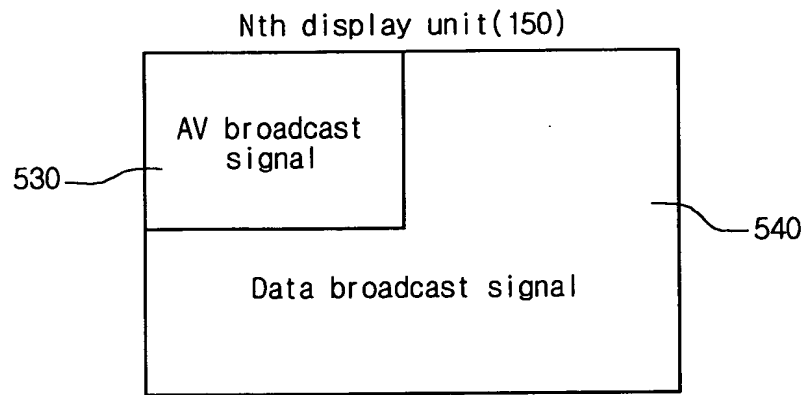 Nth display unit(150)
AV broadcast
signal
530
540
Data broadcast signal